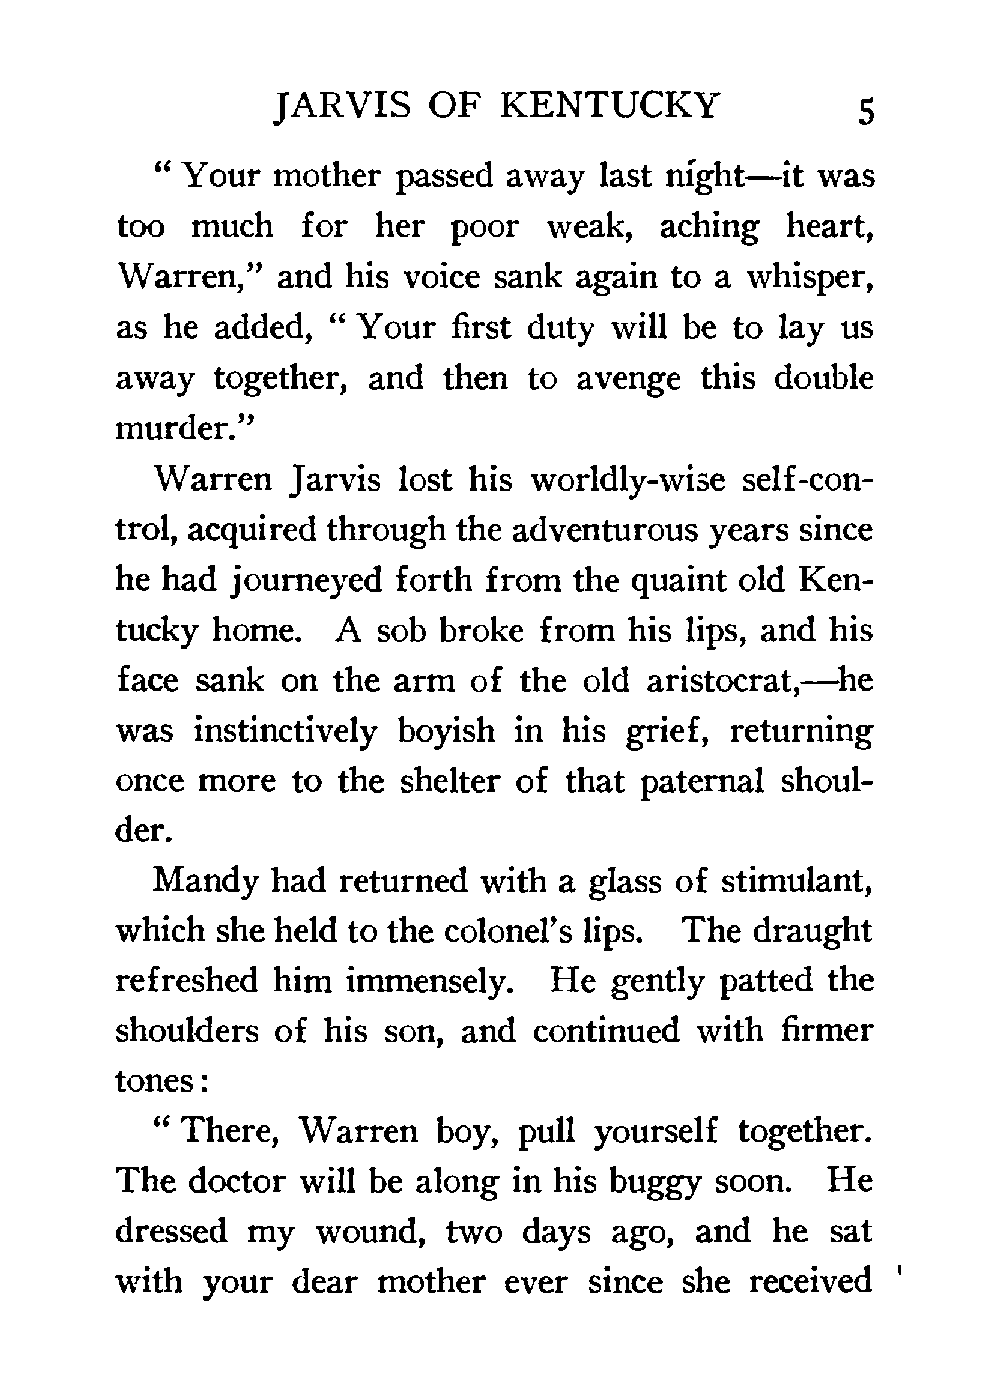 JARVIS OF KENTUCKY 5
“ Your mother passed away last night—it was
too much for her poor weak, aching heart,
Warren,” and his voice sank again to a whisper,
as he added, “ Your first duty will be to lay us
away together, and then to avenge this double
murder.”
Warren Jarvis lost his worldly-wise self-con-
trol, acquired through the adventurous years since
he had journeyed forth from the quaint old Ken-
tucky home. A sob broke from his lips, and his
face sank on the arm of the old aristocrat,—he
was instinctively boyish in his grief, returning
once more to the shelter of that paternal shoul-
der.
Mandy had returned with a glass of stimulant,
which she held to the colonel’s lips. The draught
refreshed him immensely. He gently patted the
shoulders of his son, and continued with firmer
tones :
“ There, Warren boy, pull yourself together.
The doctor will be along in his buggy soon. He
dressed my wound, two days ago, and he sat
with your dear mother ever since she received